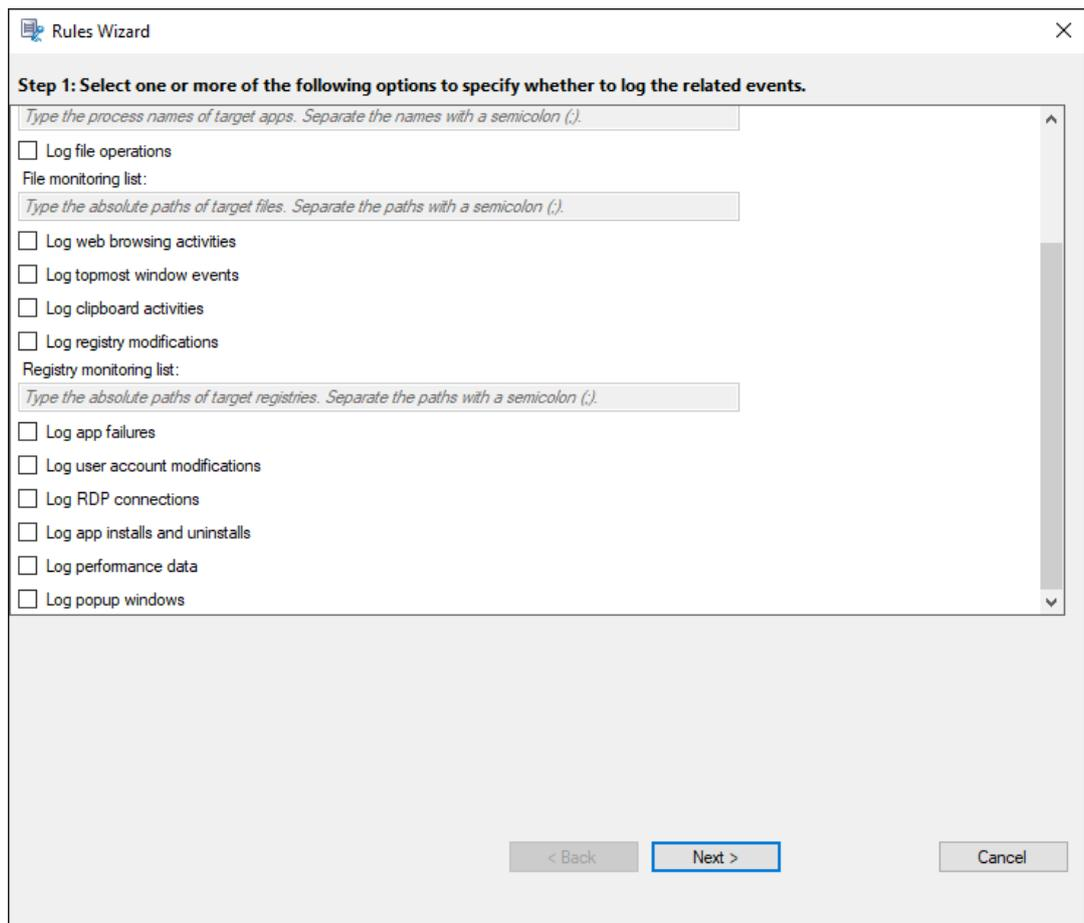 Rules Wizard
Step 1: Select one or more of the following options to specify whether to log the related events.
Type the process names of target apps. Separate the names with a semicolon (;).
Log file operations
File monitoring list:
Type the absolute paths of target files. Separate the paths with a semicolon (;).
Log web browsing activities
Log topmost window events
Log clipboard activities
Log registry modifications
Registry monitoring list:
Type the absolute paths of target registries. Separate the paths with a semicolon (;).
Log app failures
Log user account modifications
Log RDP connections
Log app installs and uninstalls
Log performance data
Log popup windows
< Back Next > Cancel